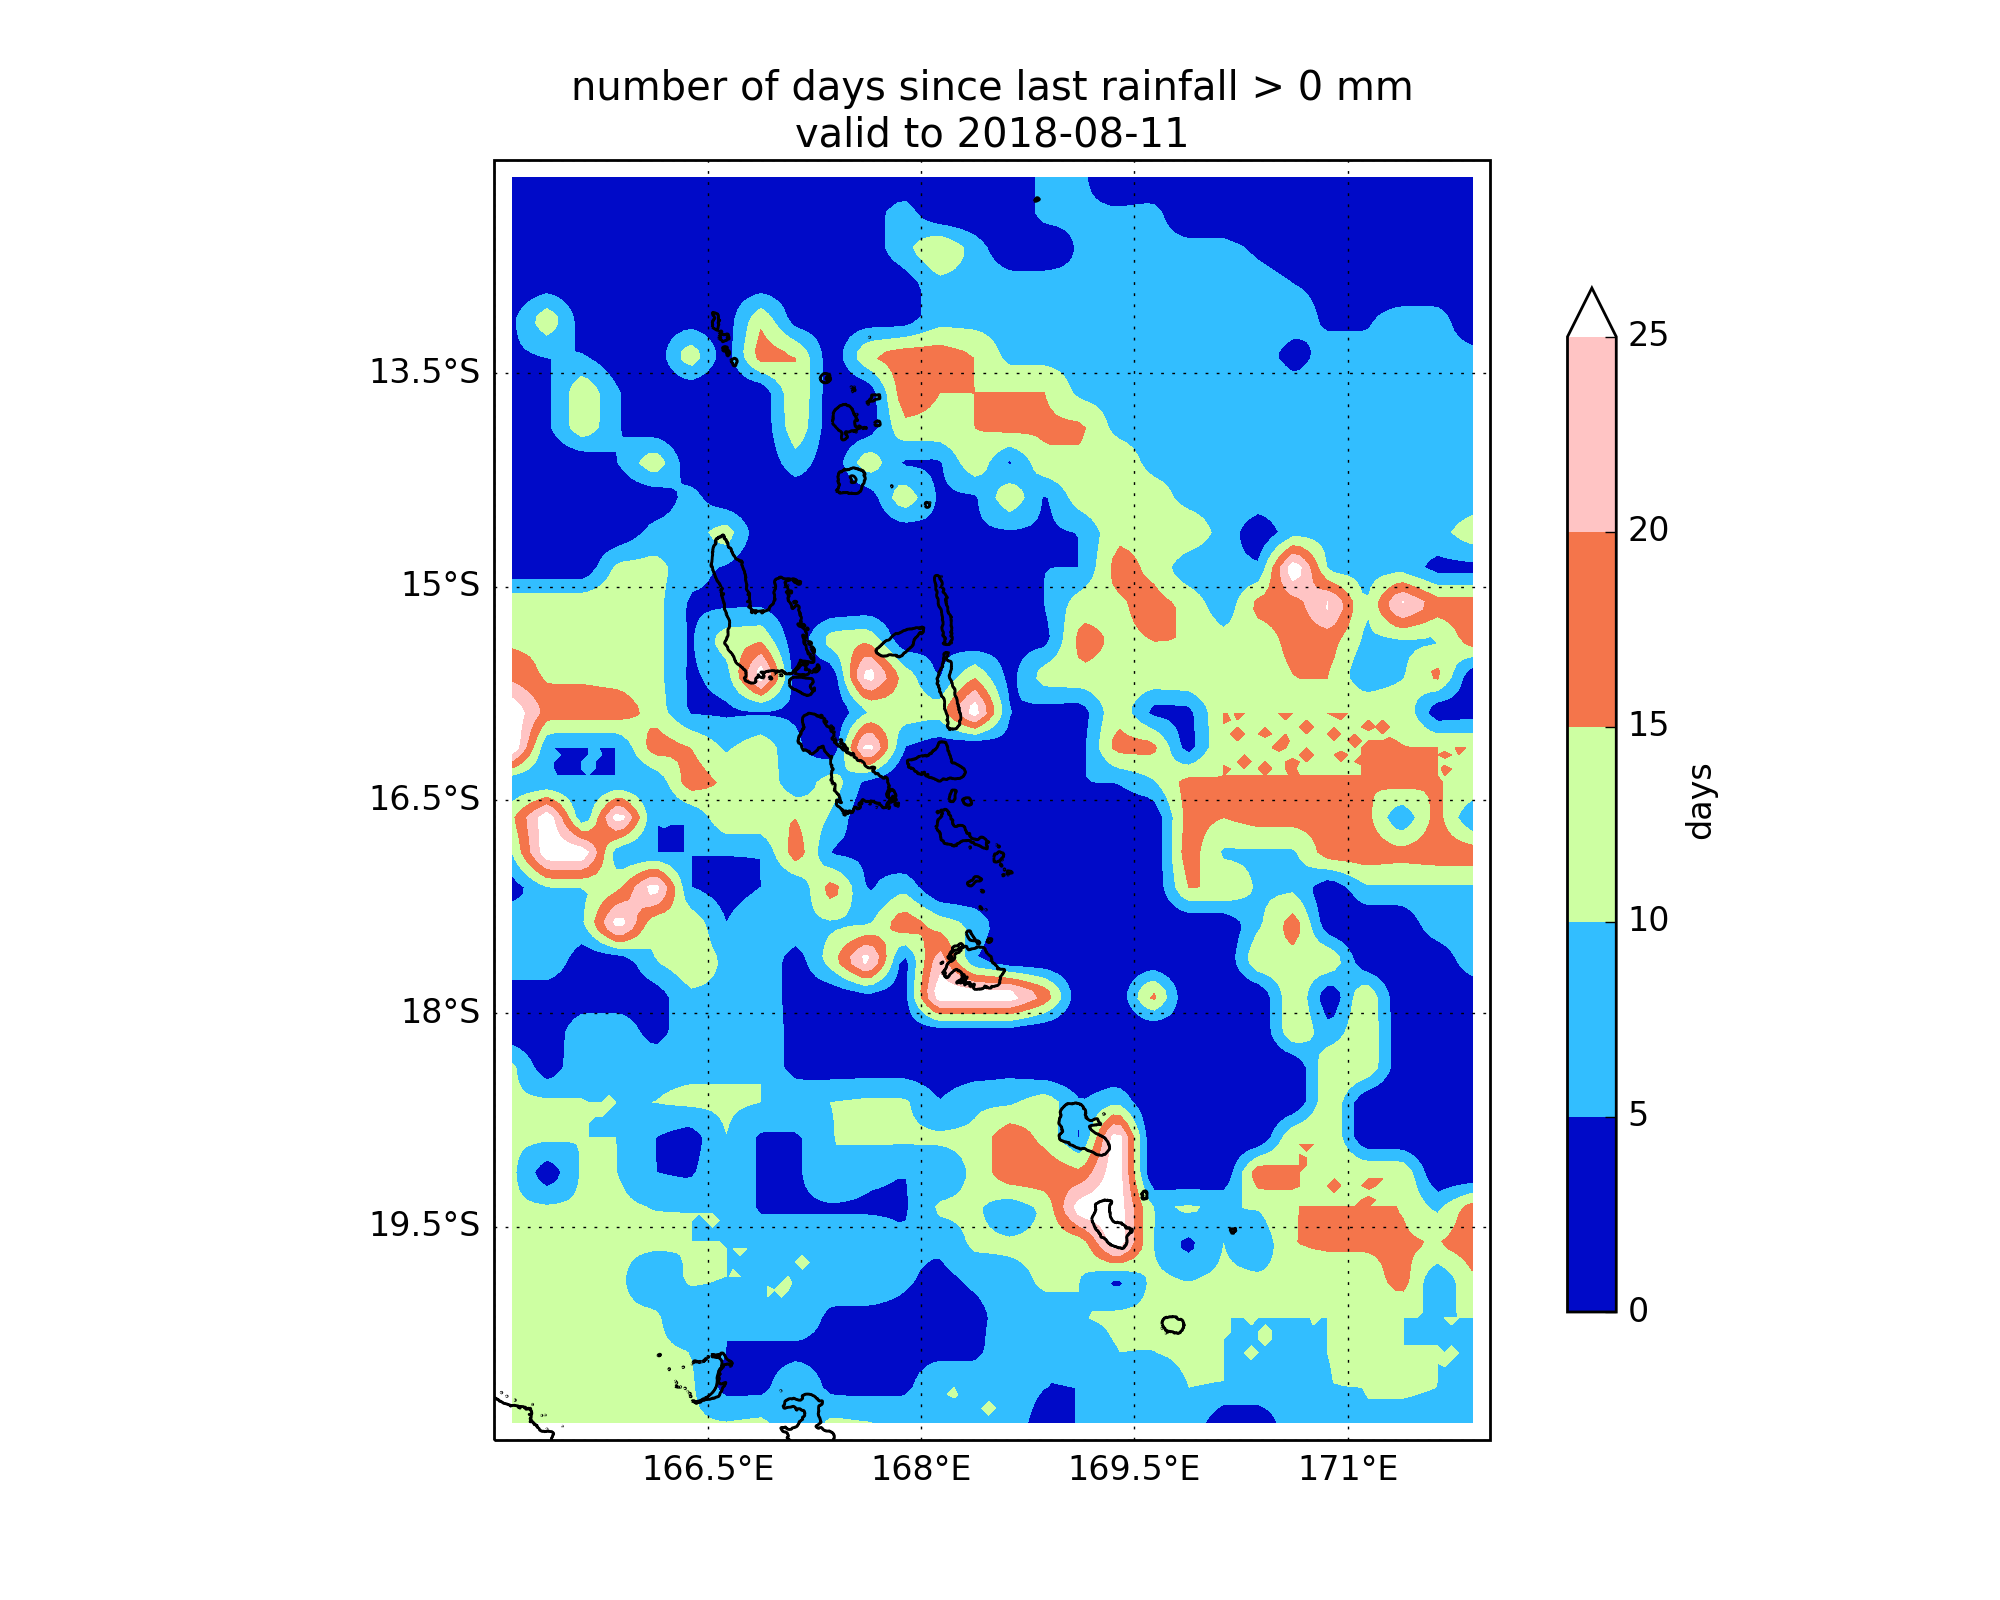 number of days since last rainfall > 0 mm
valid to 2018-08-11
13.5°S
15°S
16.5°S
18°S
19.5°S
166.5°E
168°E
169.5°E
171°E
25
20
15
10
5
0
days